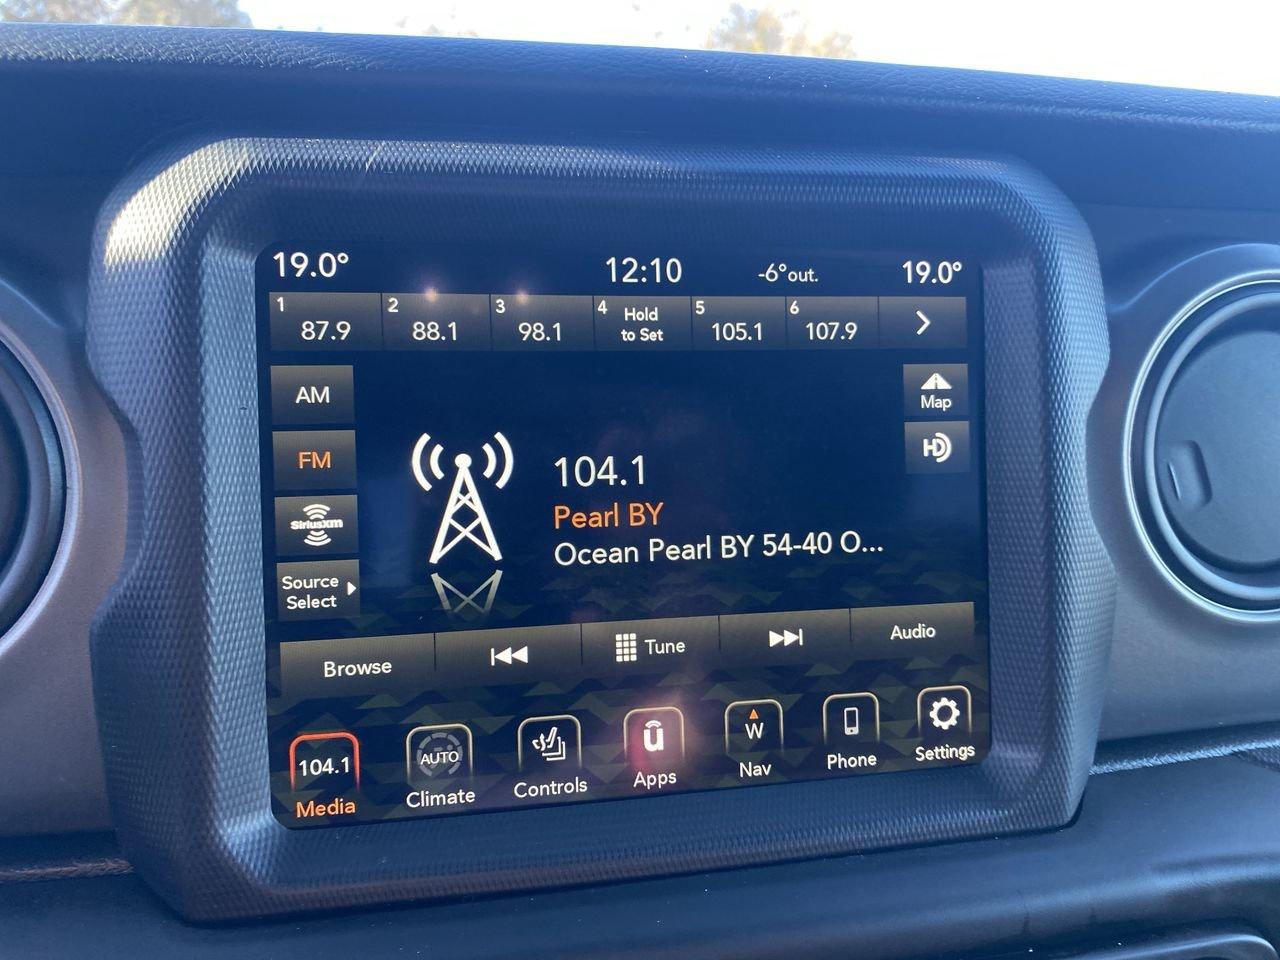 19.0° 12:10 -6°out. 19.0°
1 87.9
2 88.1
3 98.1
4 Hold to Set
5 105.1
6 107.9
AM
Map
FM
HD
104.1
Pearl BY
Ocean Pearl BY 54-40 O...
SiriusXM
Source
Select
Browse
Tune
Audio
104.1
Media
AUTO
Climate
Controls
û
Apps
W
Nav
Phone
Settings